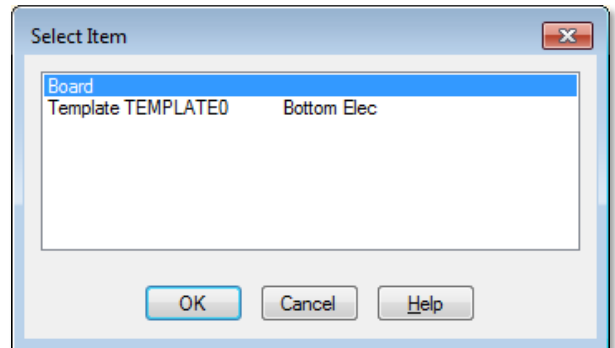 Select Item
Board
Template TEMPLATE0 Bottom Elec
OK Cancel Help